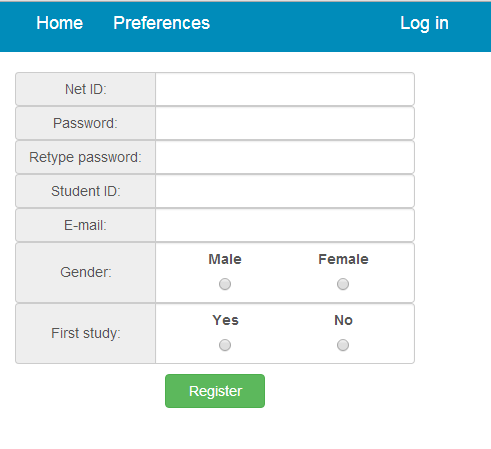 Home Preferences Log in
Net ID:
Password:
Retype password:
Student ID:
E-mail:
Gender: Male Female
First study: Yes No
Register